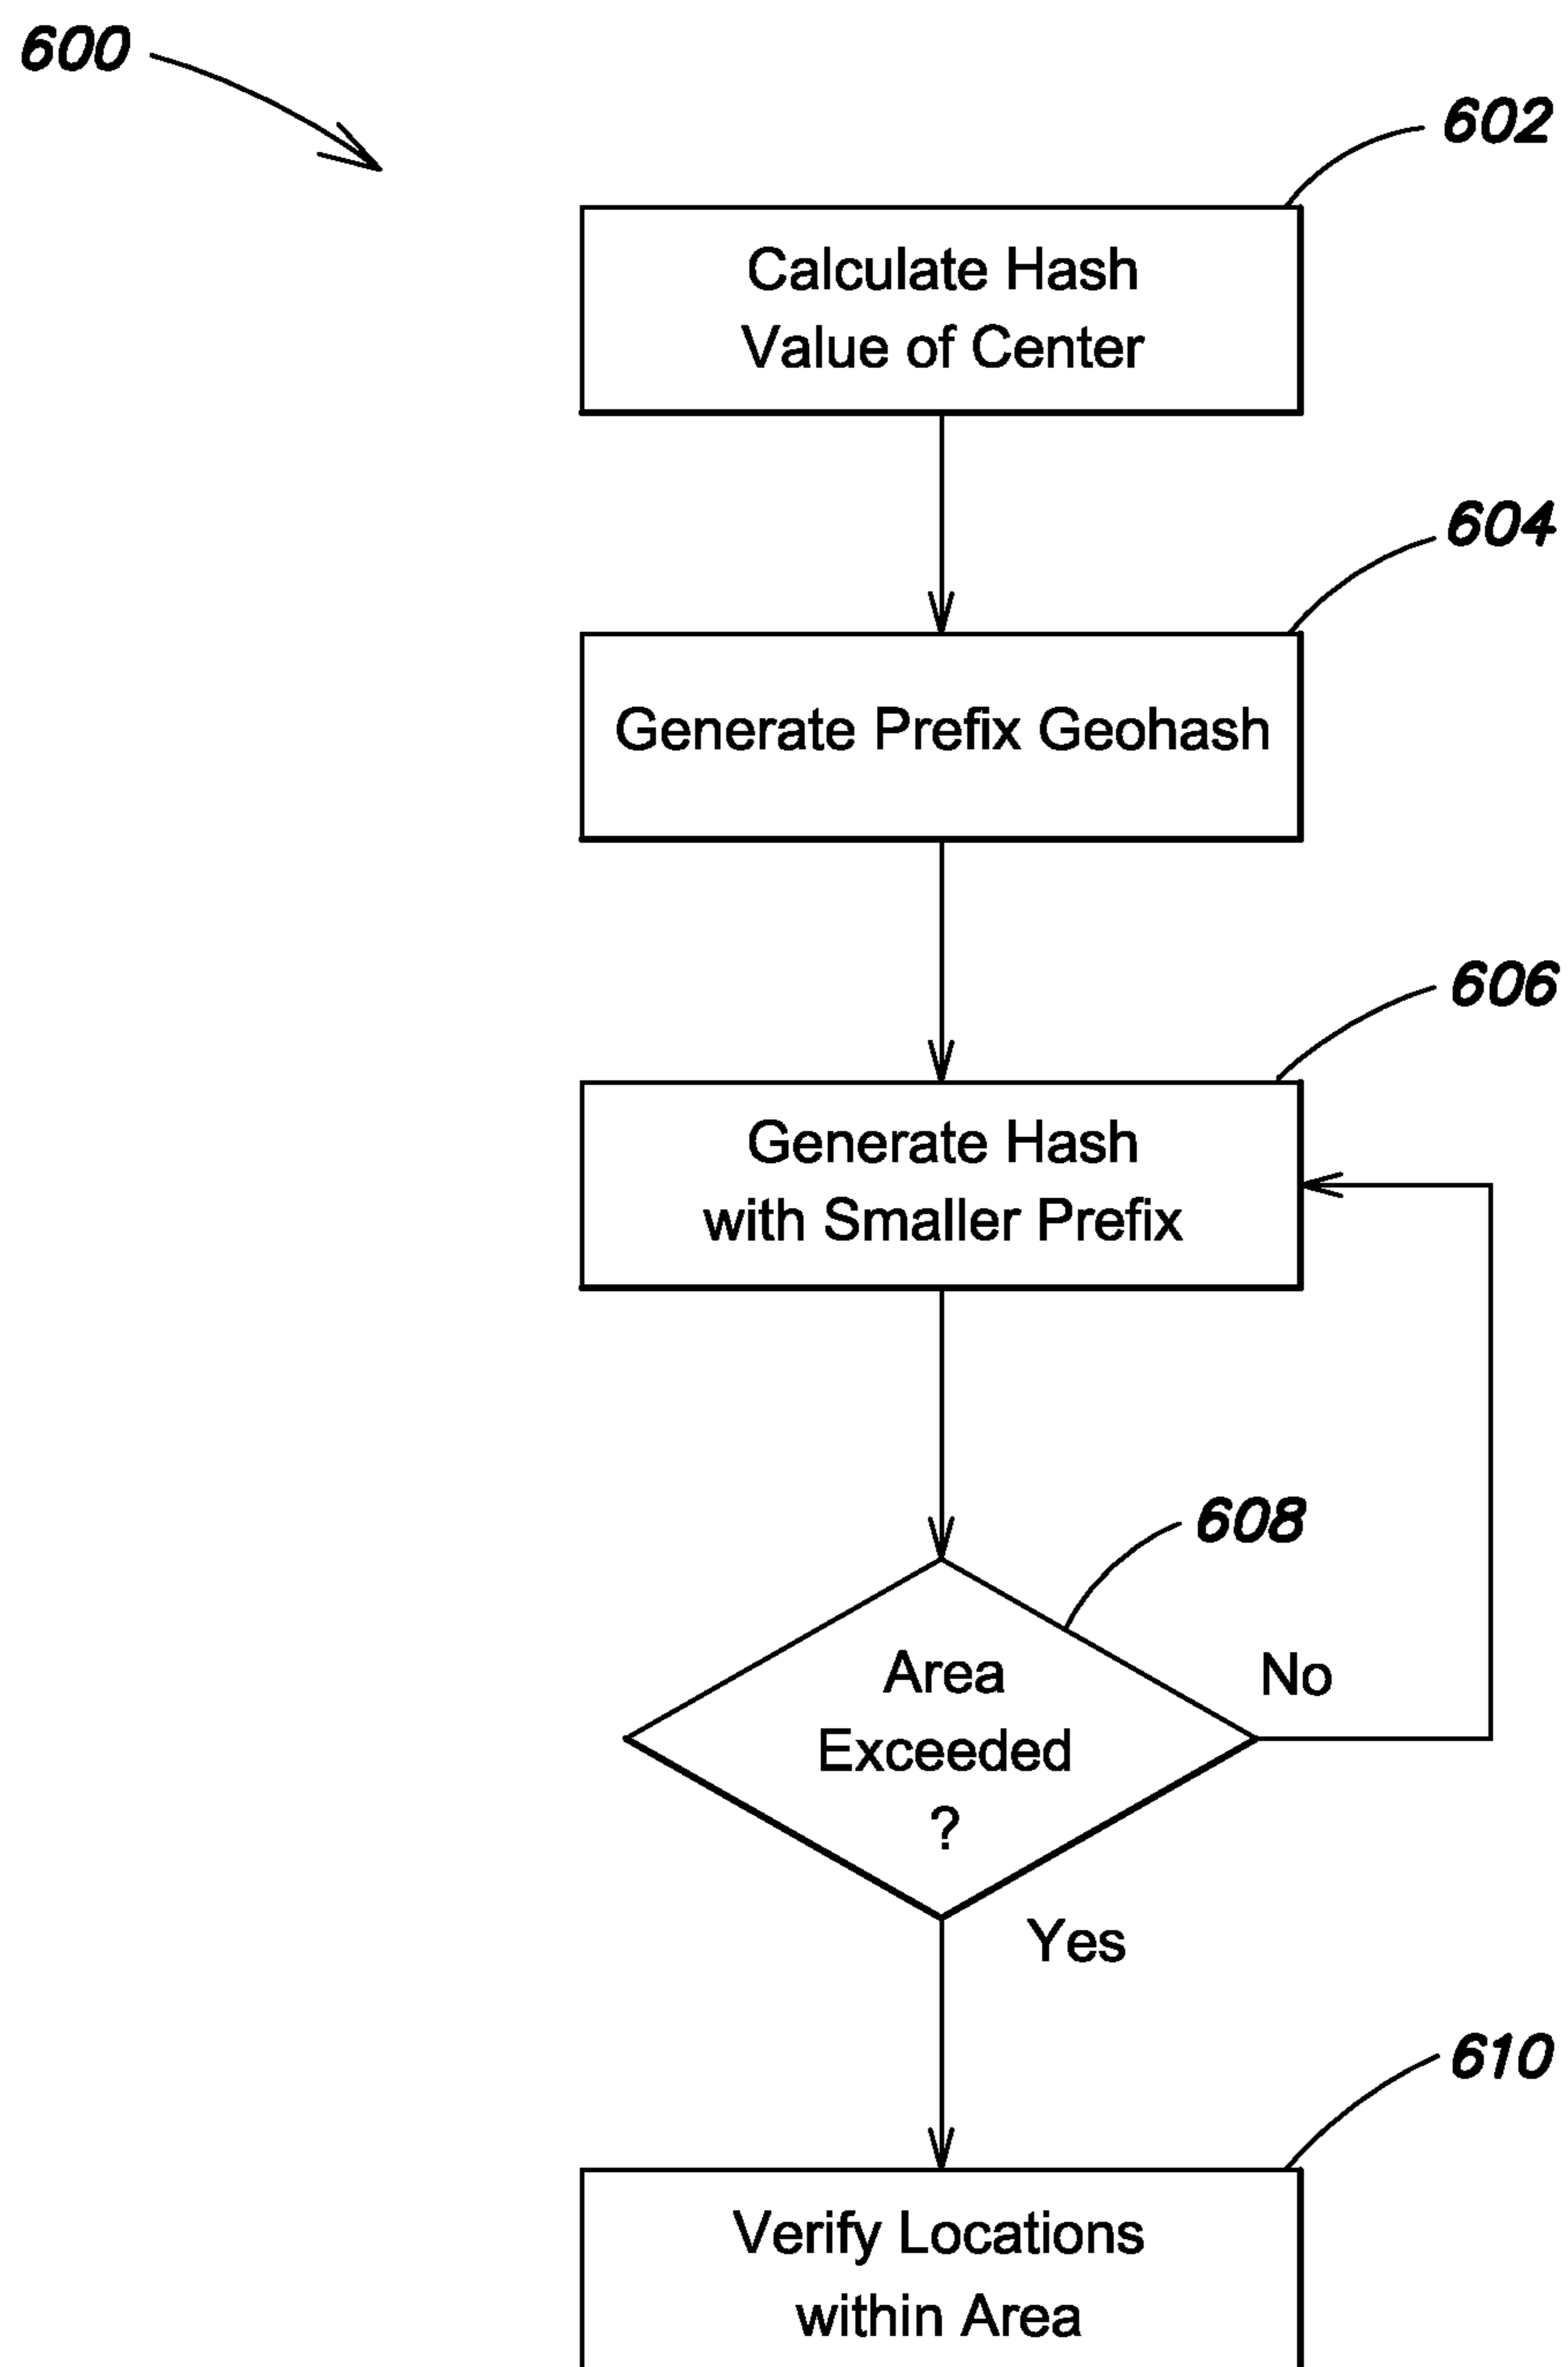 600
602
Calculate Hash
Value of Center
604
Generate Prefix Geohash
606
Generate Hash
with Smaller Prefix
608
Area
Exceeded
?
No
Yes
610
Verify Locations
within Area